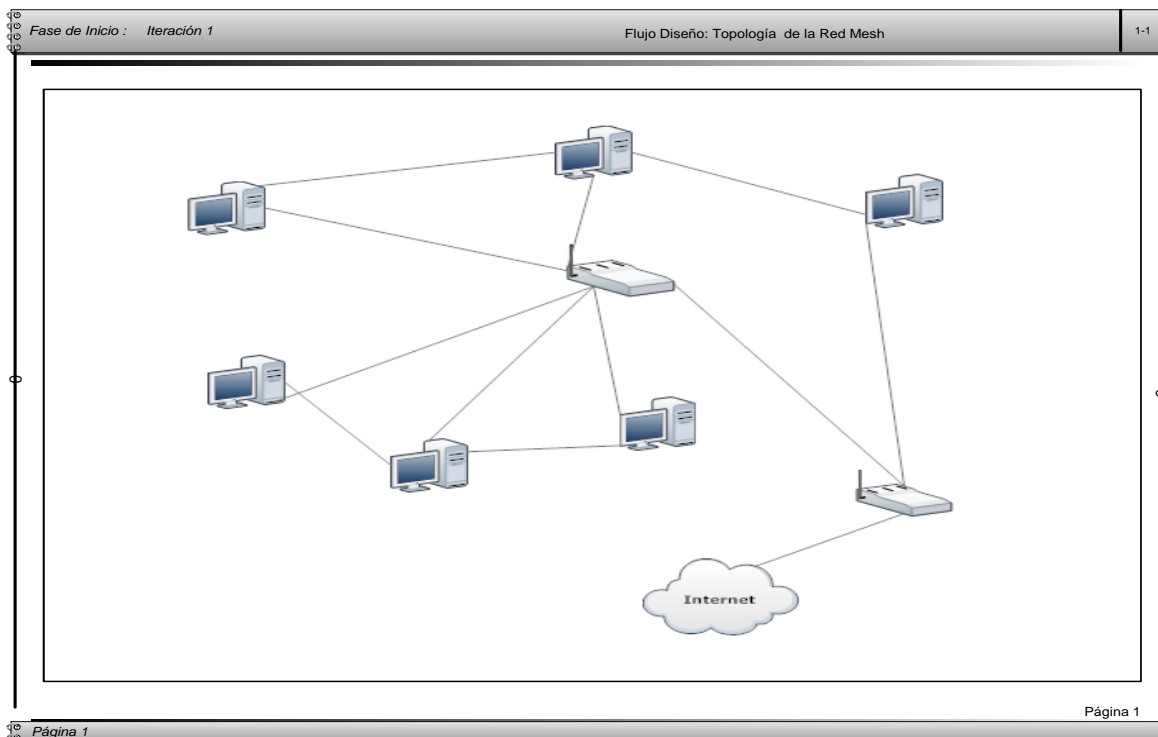 Fase de Inicio : Iteración 1
Flujo Diseño: Topología de la Red Mesh
1-1
Internet
Página 1
Página 1